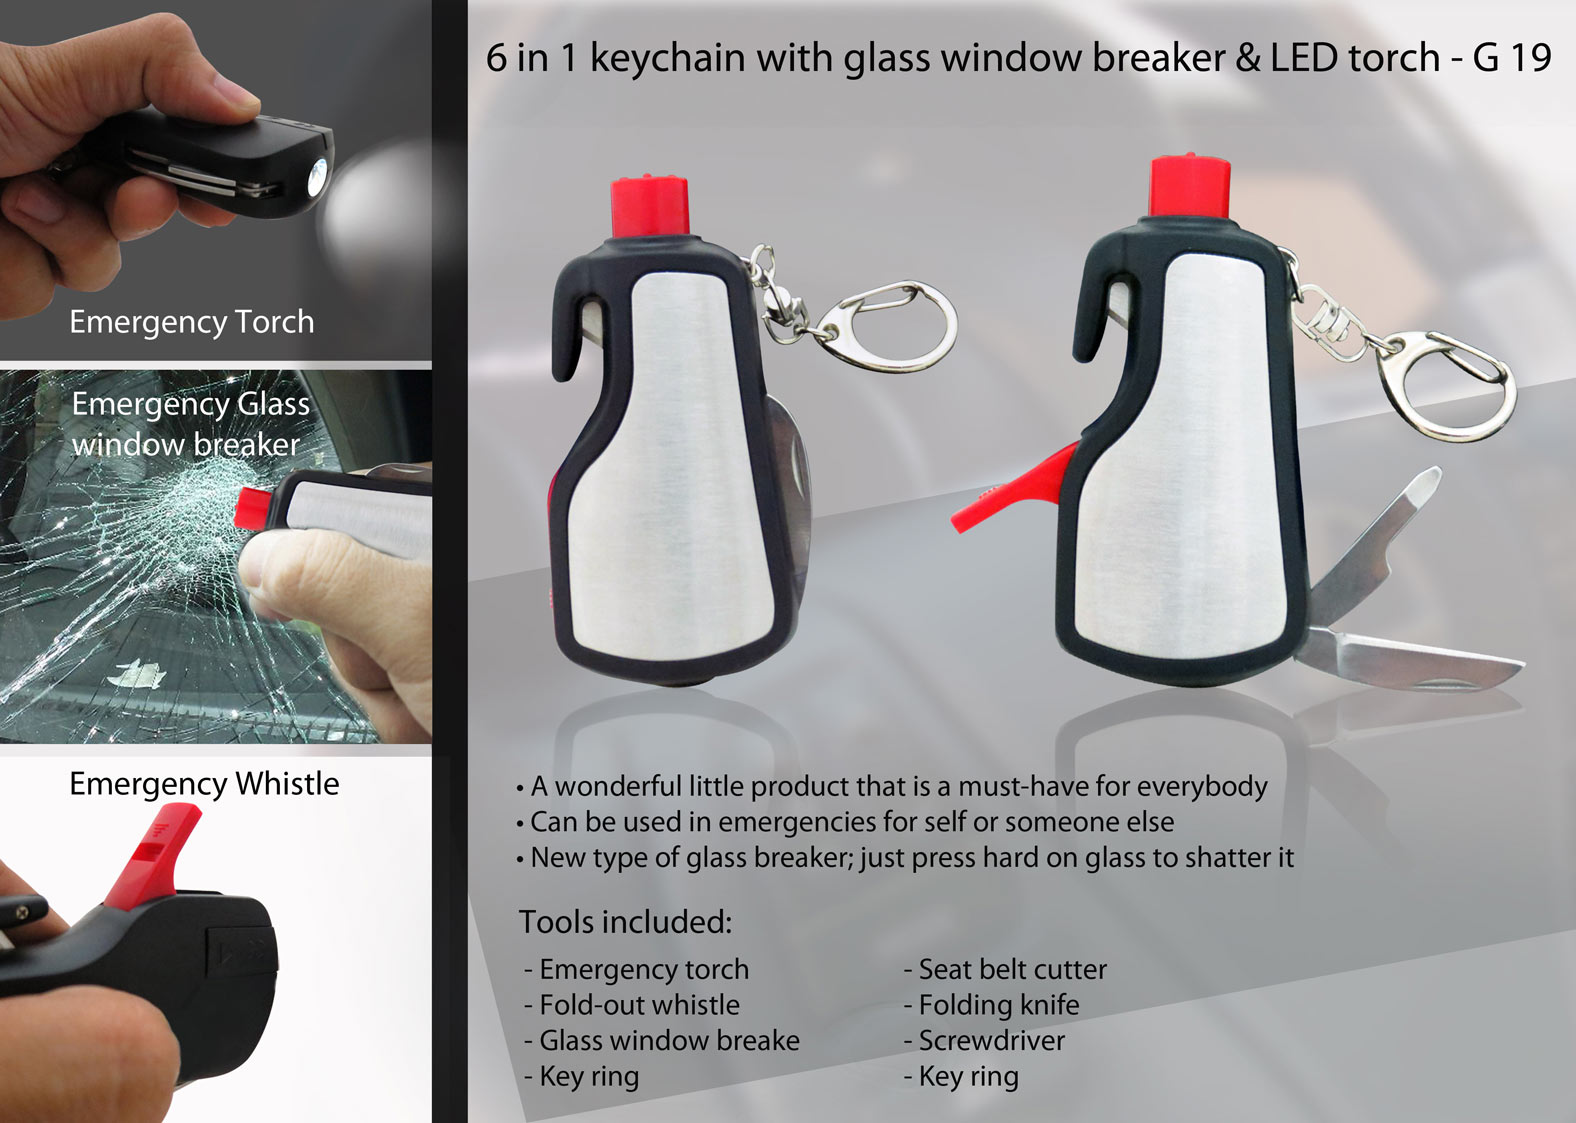 6 in 1 keychain with glass window breaker & LED torch - G 19
Emergency Torch
Emergency Glass
window breaker
Emergency Whistle
• A wonderful little product that is a must-have for everybody
• Can be used in emergencies for self or someone else
• New type of glass breaker; just press hard on glass to shatter it
Tools included:
- Emergency torch
- Fold-out whistle
- Glass window breake
- Key ring
- Seat belt cutter
- Folding knife
- Screwdriver
- Key ring